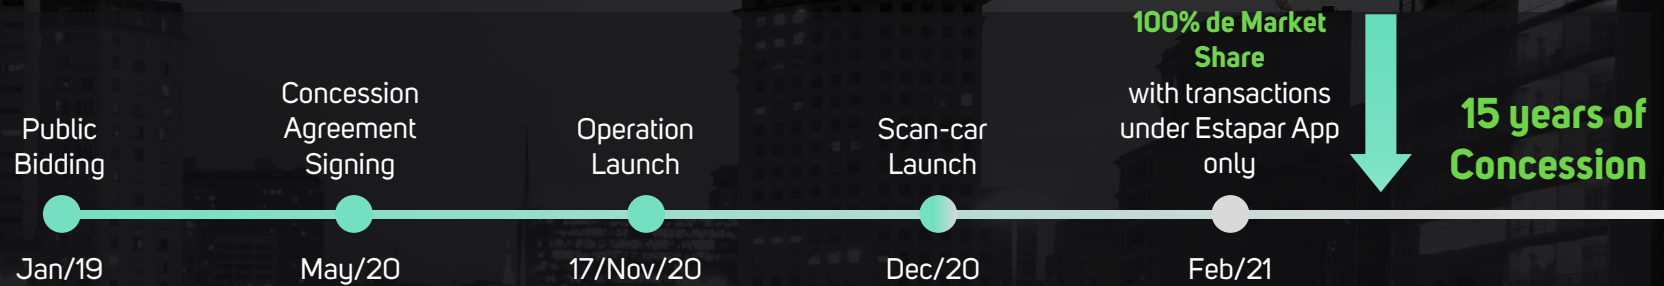 Public
Bidding
Jan/19
Concession
Agreement
Signing
May/20
Operation
Launch
17/Nov/20
Scan-car
Launch
Dec/20
100% de Market
Share
with transactions
under Estapar App
only
Feb/21
15 years of
Concession